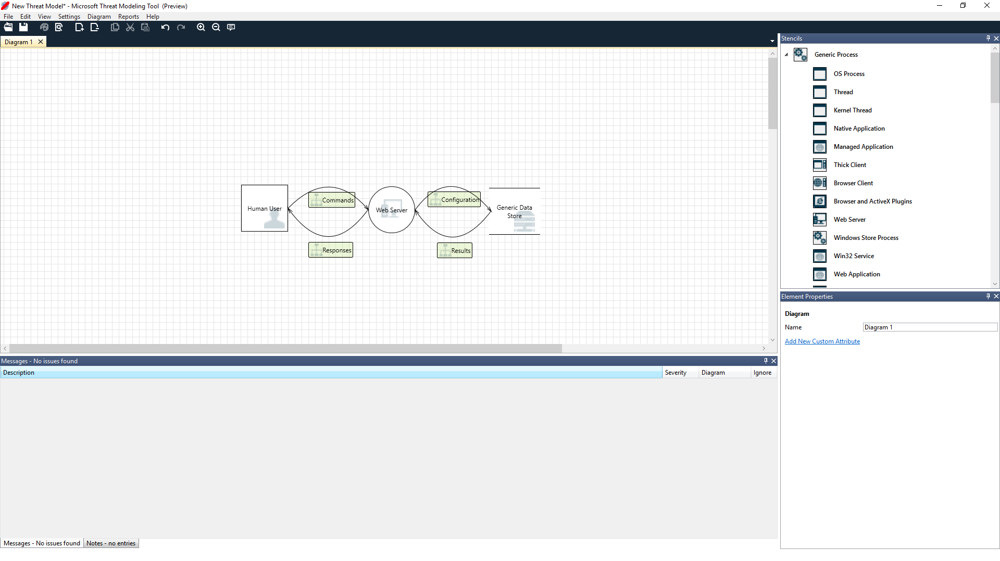 New Threat Model* - Microsoft Threat Modeling Tool  (Preview)
File Edit View Settings Diagram Reports Help
Diagram 1
Human User
Commands
Responses
Web Server
Configuration
Results
Generic Data
Store
Stencils
Generic Process
OS Process
Thread
Kernel Thread
Native Application
Managed Application
Thick Client
Browser Client
Browser and ActiveX Plugins
Web Server
Windows Store Process
Win32 Service
Web Application
Element Properties
Diagram
Name Diagram 1
Add New Custom Attribute
Messages - No issues found
Description Severity Diagram Ignore
Messages - No issues found Notes - no entries